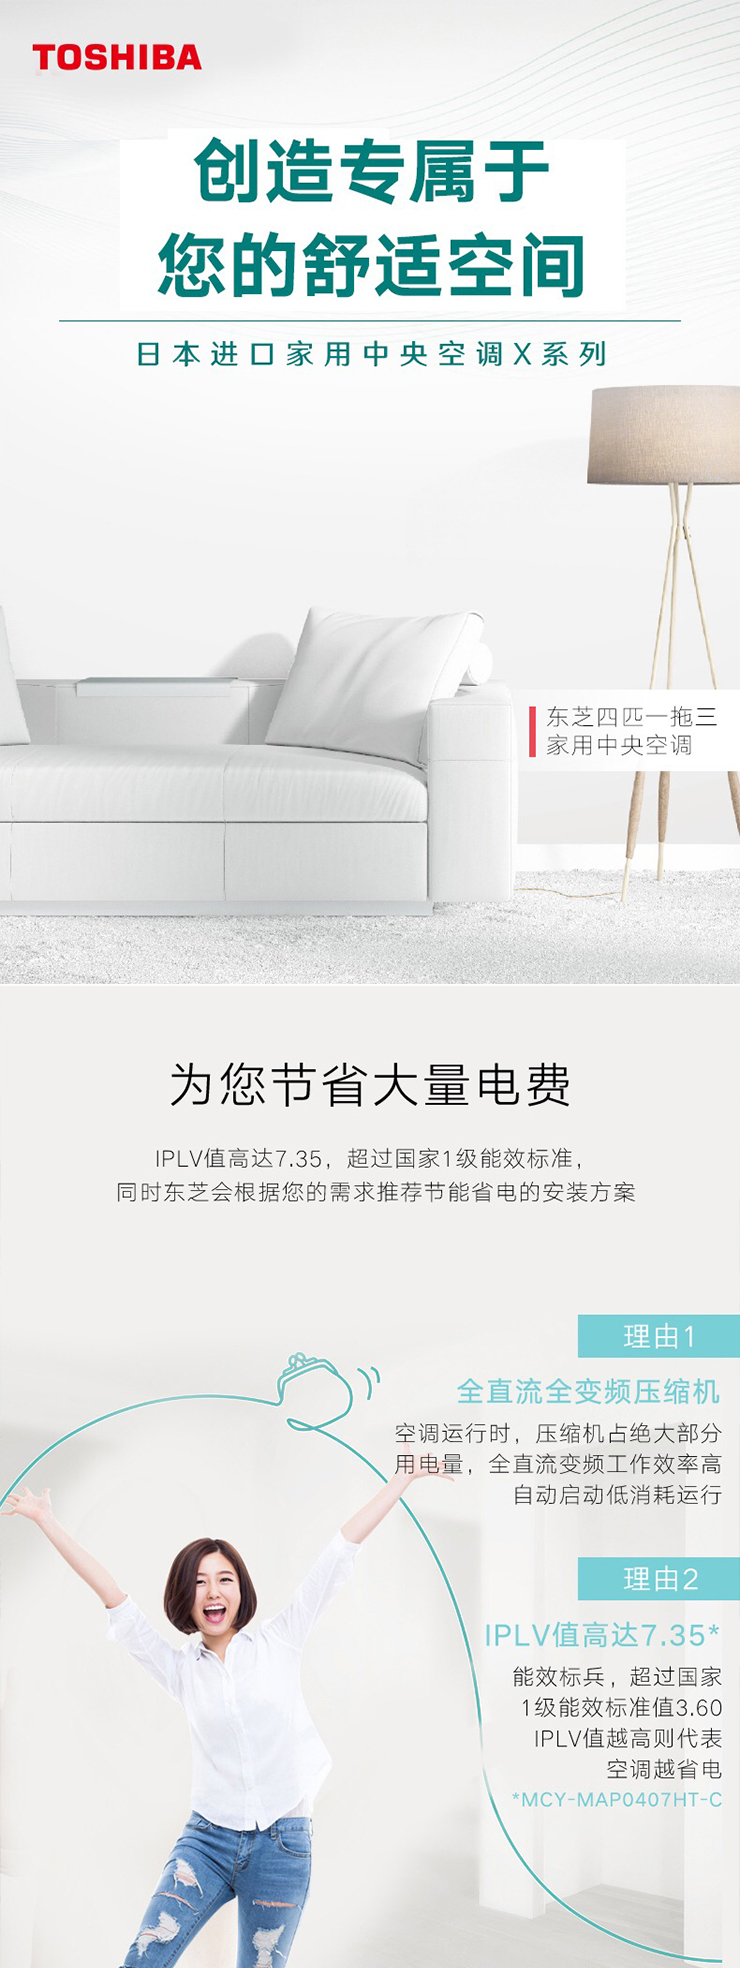 TOSHIBA
创造专属于
您的舒适空间
日本进口家用中央空调X系列
东芝四匹一拖三
家用中央空调
为您节省大量电费
IPLV值高达7.35，超过国家1级能效标准，
同时东芝会根据您的需求推荐节能省电的安装方案
理由1
全直流全变频压缩机
空调运行时，压缩机占绝大部分
用电量，全直流变频工作效率高
自动启动低消耗运行
理由2
IPLV值高达7.35*
能效标兵，超过国家
1级能效标准值3.60
IPLV值越高则代表
空调越省电
*MCY-MAP0407HT-C